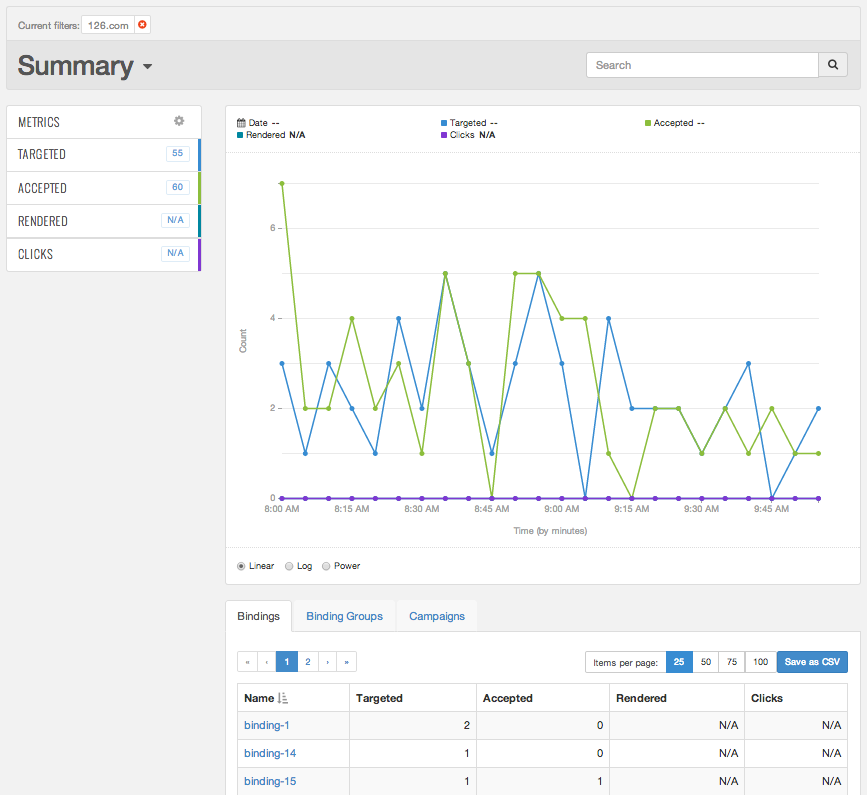 Current filters: 126.com
Summary
Search
METRICS
TARGETED 55
ACCEPTED 60
RENDERED N/A
CLICKS N/A
Date -- Targeted -- Accepted --
Rendered N/A Clicks N/A
6
4
Count
2
0
8:00 AM 8:15 AM 8:30 AM 8:45 AM 9:00 AM 9:15 AM 9:30 AM 9:45 AM
Time (by minutes)
Linear Log Power
Bindings Binding Groups Campaigns
« ‹ 1 2 › » Items per page: 25 50 75 100 Save as CSV
Name Targeted Accepted Rendered Clicks
binding-1 2 0 N/A N/A
binding-14 1 0 N/A N/A
binding-15 1 1 N/A N/A